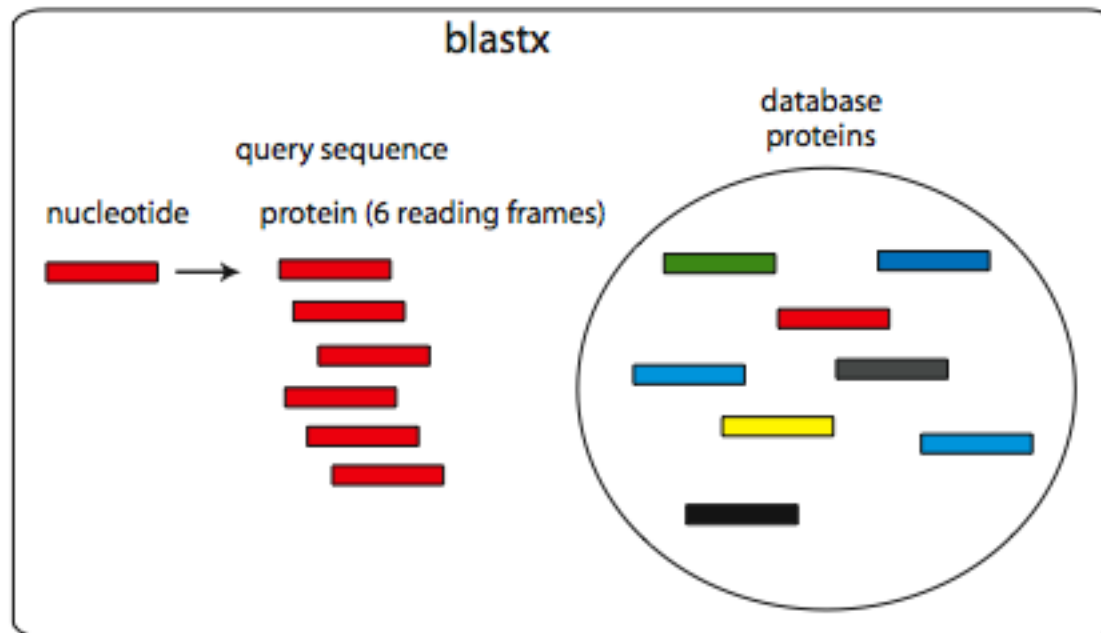 blastx
query sequence
nucleotide
protein (6 reading frames)
database
proteins